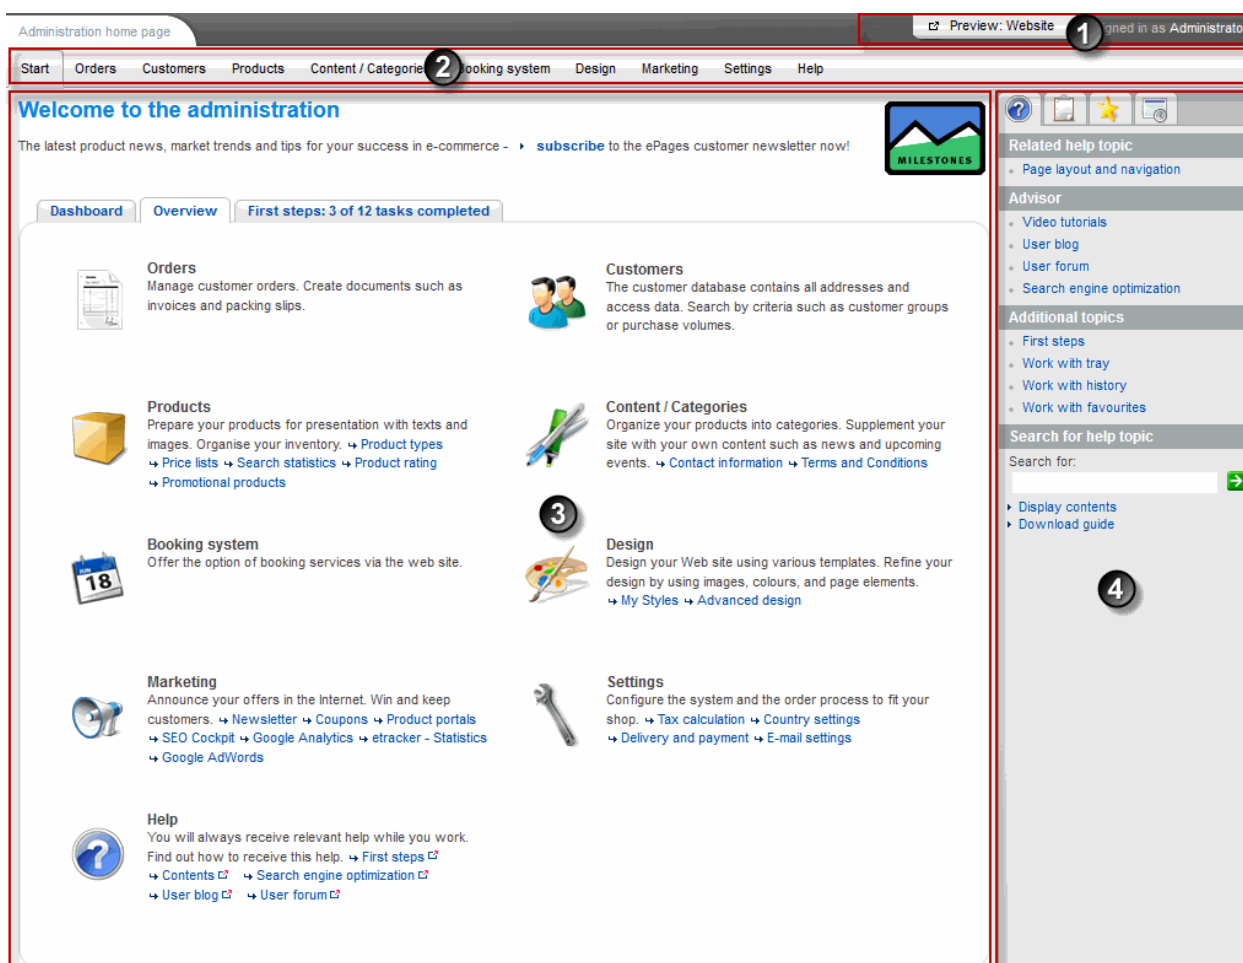 Administration home page
Preview: Website
1
gned in as Administrato
Start Orders Customers Products Content / Categorie 2 Booking system Design Marketing Settings Help
Welcome to the administration
The latest product news, market trends and tips for your success in e-commerce - subscribe to the ePages customer newsletter now!
MILESTONES
Dashboard Overview First steps: 3 of 12 tasks completed
Orders
Manage customer orders. Create documents such as
invoices and packing slips.
Customers
The customer database contains all addresses and
access data. Search by criteria such as customer groups
or purchase volumes.
Products
Prepare your products for presentation with texts and
images. Organise your inventory. Product types
Price lists Search statistics Product rating
Promotional products
Content / Categories
Organize your products into categories. Supplement your
site with your own content such as news and upcoming
events. Contact information Terms and Conditions
3
JUN
18
Booking system
Offer the option of booking services via the web site.
Design
Design your Web site using various templates. Refine your
design by using images, colours, and page elements.
My Styles Advanced design
Marketing
Announce your offers in the Internet. Win and keep
customers. Newsletter Coupons Product portals
SEO Cockpit Google Analytics etracker - Statistics
Google AdWords
Settings
Configure the system and the order process to fit your
shop. Tax calculation Country settings
Delivery and payment E-mail settings
Help
You will always receive relevant help while you work.
Find out how to receive this help. First steps
Contents Search engine optimization
User blog User forum
Related help topic
Page layout and navigation
Advisor
Video tutorials
User blog
User forum
Search engine optimization
Additional topics
First steps
Work with tray
Work with history
Work with favourites
Search for help topic
Search for:
Display contents
Download guide
4